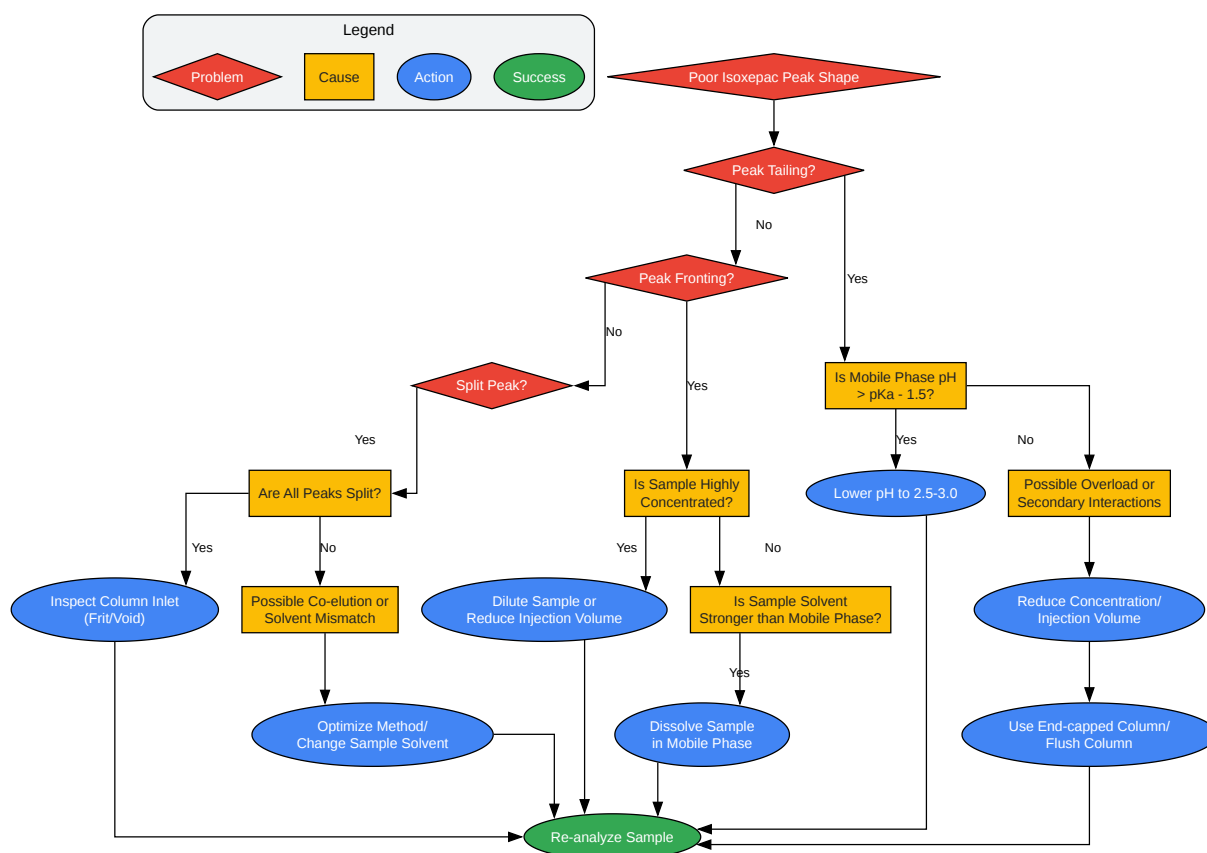 Legend
Problem
Cause
Action
Success
Poor Isoxepac Peak Shape
Peak Tailing?
No
Peak Fronting?
Yes
No
Split Peak?
Yes
Is Mobile Phase pH
> pKa - 1.5?
Yes
Yes
No
Are All Peaks Split?
Is Sample Highly
Concentrated?
Lower pH to 2.5-3.0
Possible Overload or
Secondary Interactions
Yes
No
Yes
No
Inspect Column Inlet
(Frit/Void)
Possible Co-elution or
Solvent Mismatch
Dilute Sample or
Reduce Injection Volume
Is Sample Solvent
Stronger than Mobile Phase?
Reduce Concentration/
Injection Volume
Yes
Optimize Method/
Change Sample Solvent
Dissolve Sample
in Mobile Phase
Use End-capped Column/
Flush Column
Re-analyze Sample